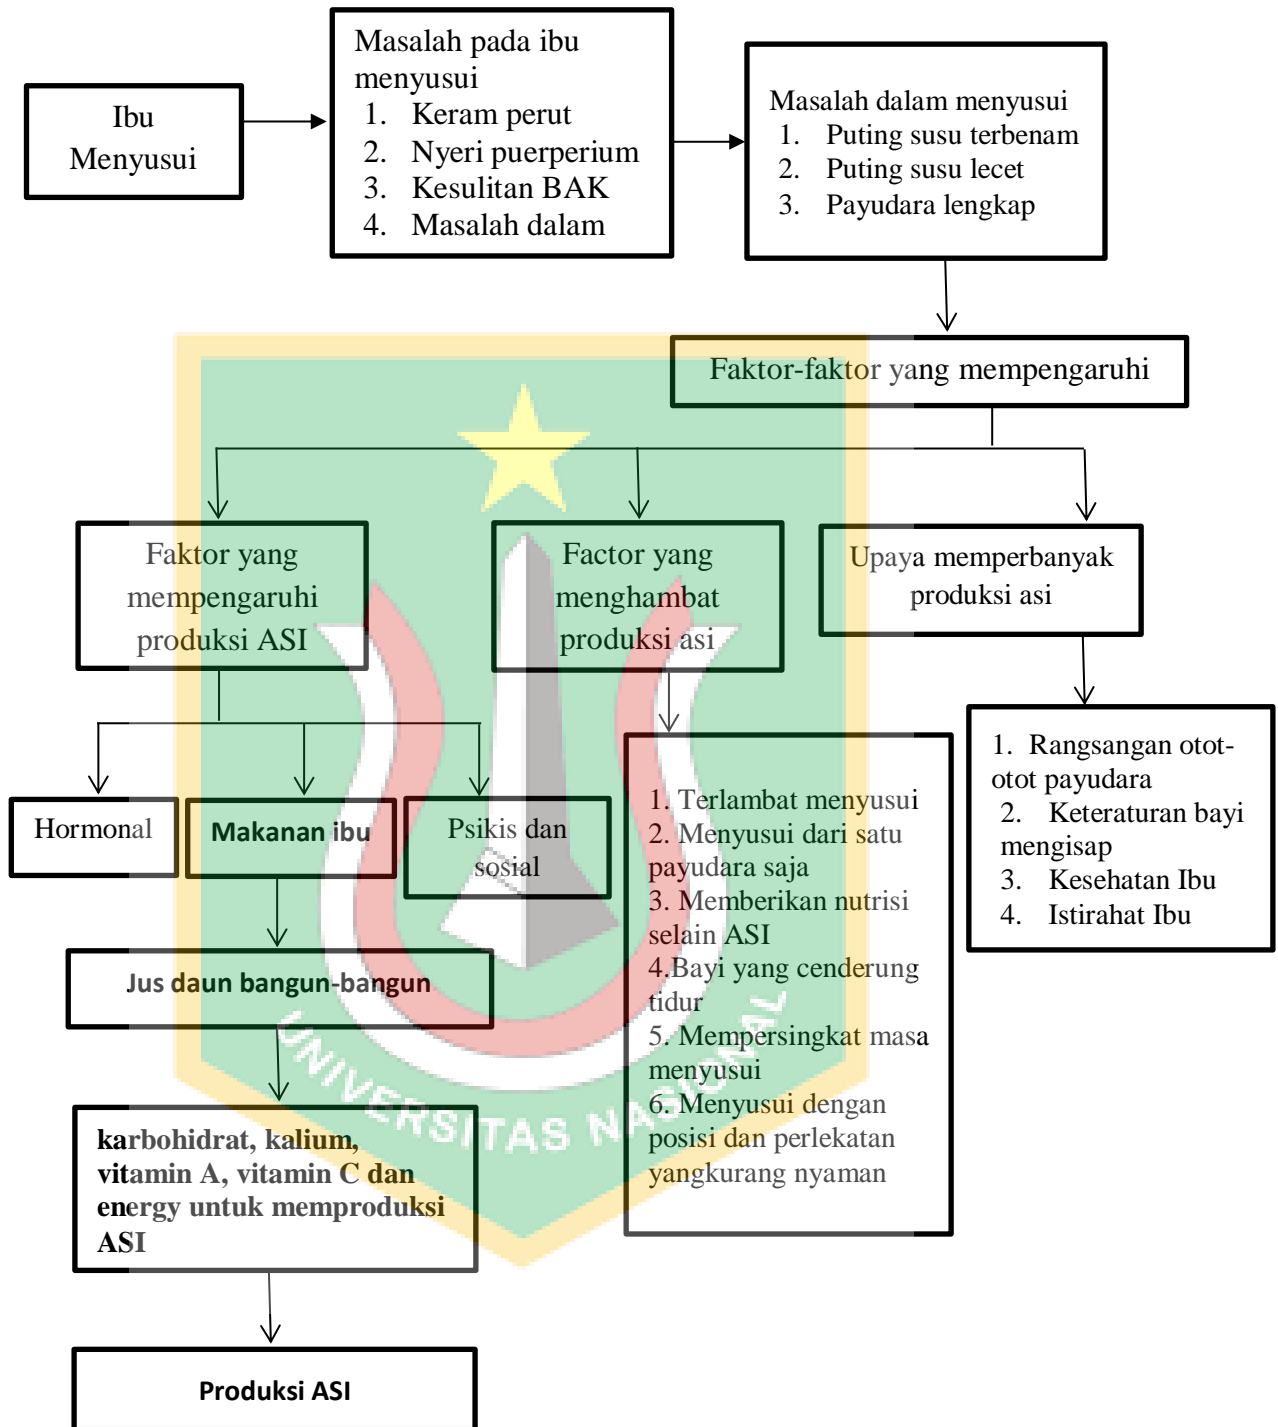 Ibu
Menyusui
Masalah pada ibu
menyusui
1. Keram perut
2. Nyeri puerperium
3. Kesulitan BAK
4. Masalah dalam
Masalah dalam menyusui
1. Puting susu terbenam
2. Puting susu lecet
3. Payudara lengkap
Faktor-faktor yang mempengaruhi
Faktor yang
mempengaruhi
produksi ASI
Factor yang
menghambat
produksi asi
Upaya memperbanyak
produksi asi
Hormonal
Makanan ibu
Psikis dan
sosial
1. Terlambat menyusui
2. Menyusui dari satu
payudara saja
3. Memberikan nutrisi
selain ASI
4.Bayi yang cenderung
tidur
5. Mempersingkat masa
menyusui
6. Menyusui dengan
posisi dan perlekatan
yangkurang nyaman
1. Rangsangan otot-
otot payudara
2. Keteraturan bayi
mengisap
3. Kesehatan Ibu
4. Istirahat Ibu
Jus daun bangun-bangun
karbohidrat, kalium,
vitamin A, vitamin C dan
energy untuk memproduksi
ASI
Produksi ASI
UNIVERSITAS NASIONAL